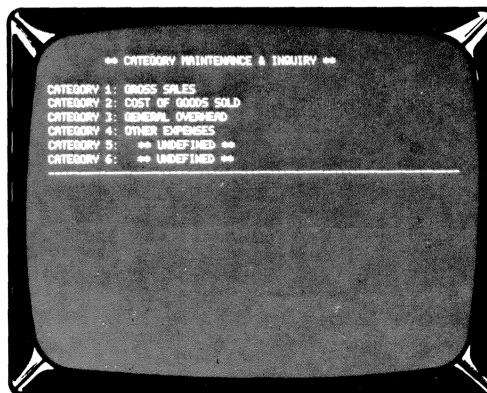 ** CATEGORY MAINTENANCE & INQUIRY **
CATEGORY 1: GROSS SALES
CATEGORY 2: COST OF GOODS SOLD
CATEGORY 3: GENERAL OVERHEAD
CATEGORY 4: OTHER EXPENSES
CATEGORY 5: ** UNDEFINED **
CATEGORY 6: ** UNDEFINED **